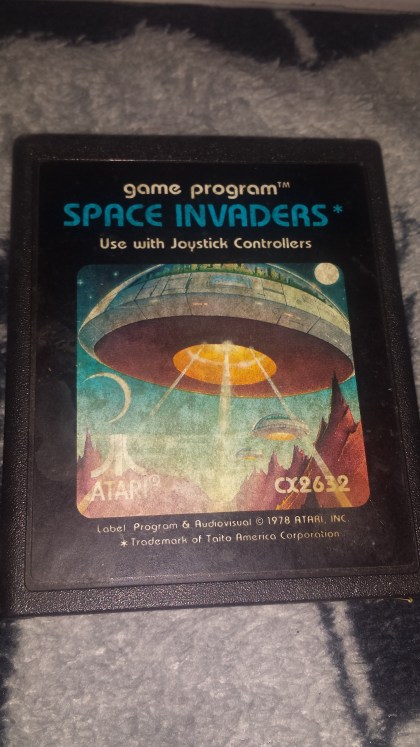 game program™
SPACE INVADERS*
Use with Joystick Controllers
ATARI®
CX2632
Label, Program & Audiovisual © 1978 ATARI, INC.
* Trademark of Taito America Corporation